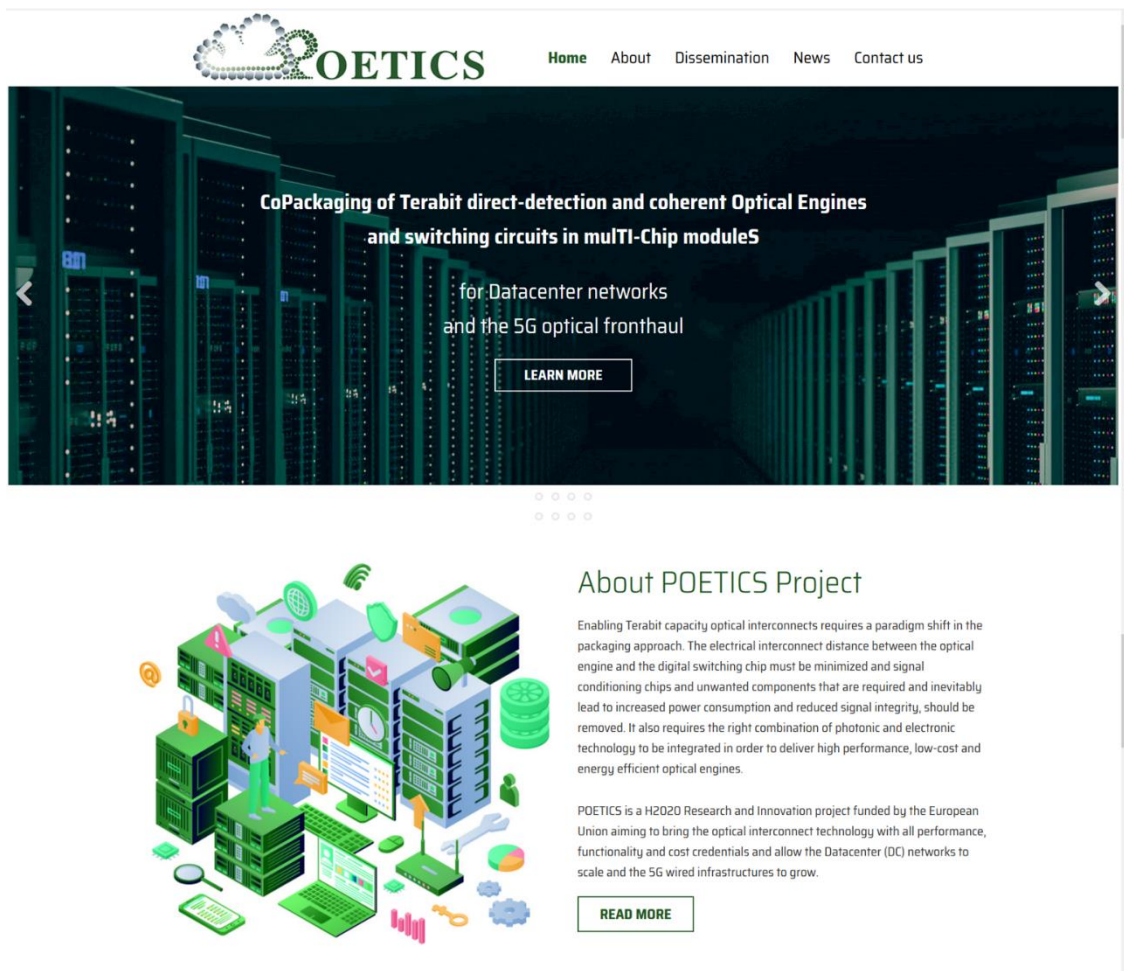 POETICS
Home About Dissemination News Contact us
CoPackaging of Terabit direct-detection and coherent Optical Engines
and switching circuits in mulTI-Chip moduleS
for Datacenter networks
and the 5G optical fronthaul
LEARN MORE
About POETICS Project
Enabling Terabit capacity optical interconnects requires a paradigm shift in the
packaging approach. The electrical interconnect distance between the optical
engine and the digital switching chip must be minimized and signal
conditioning chips and unwanted components that are required and inevitably
lead to increased power consumption and reduced signal integrity, should be
removed. It also requires the right combination of photonic and electronic
technology to be integrated in order to deliver high performance, low-cost and
energy efficient optical engines.
POETICS is a H2020 Research and Innovation project funded by the European
Union aiming to bring the optical interconnect technology with all performance,
functionality and cost credentials and allow the Datacenter (DC) networks to
scale and the 5G wired infrastructures to grow.
READ MORE